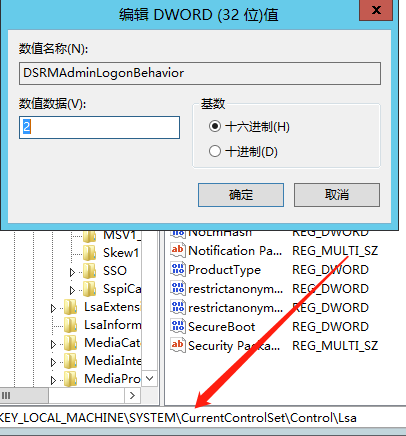 编辑 DWORD (32 位)值
x
数值名称(N):
DSRMAdminLogonBehavior
数值数据(V):
2
基数
十六进制(H)
十进制(D)
确定
取消
MSV1_
Skew1
SSO
SspiCa
LsaExtension
LsaInform
MediaCate
MediaInte
MediaPro
NoLmHash REG_DWORD
Notification Pa... REG_MULTI_SZ
ProductType REG_DWORD
restrictanonym... REG_DWORD
restrictanonym... REG_DWORD
SecureBoot REG_DWORD
Security Packa... REG_MULTI_SZ
KEY_LOCAL_MACHINE\SYSTEM\CurrentControlSet\Control\Lsa